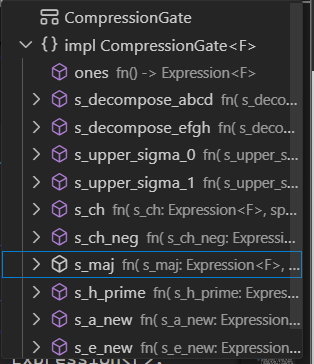 CompressionGate
{} impl CompressionGate<F>
ones fn() -> Expression<F>
s_decompose_abcd fn( s_deco...
s_decompose_efgh fn( s_deco...
s_upper_sigma_0 fn( s_upper_s...
s_upper_sigma_1 fn( s_upper_s...
s_ch fn( s_ch: Expression<F>, sp...
s_ch_neg fn( s_ch_neg: Expressi...
s_maj fn( s_maj: Expression<F>, ...
s_h_prime fn( s_h_prime: Expres...
s_a_new fn( s_a_new: Expression...
s_e_new fn( s_e_new: Expression...